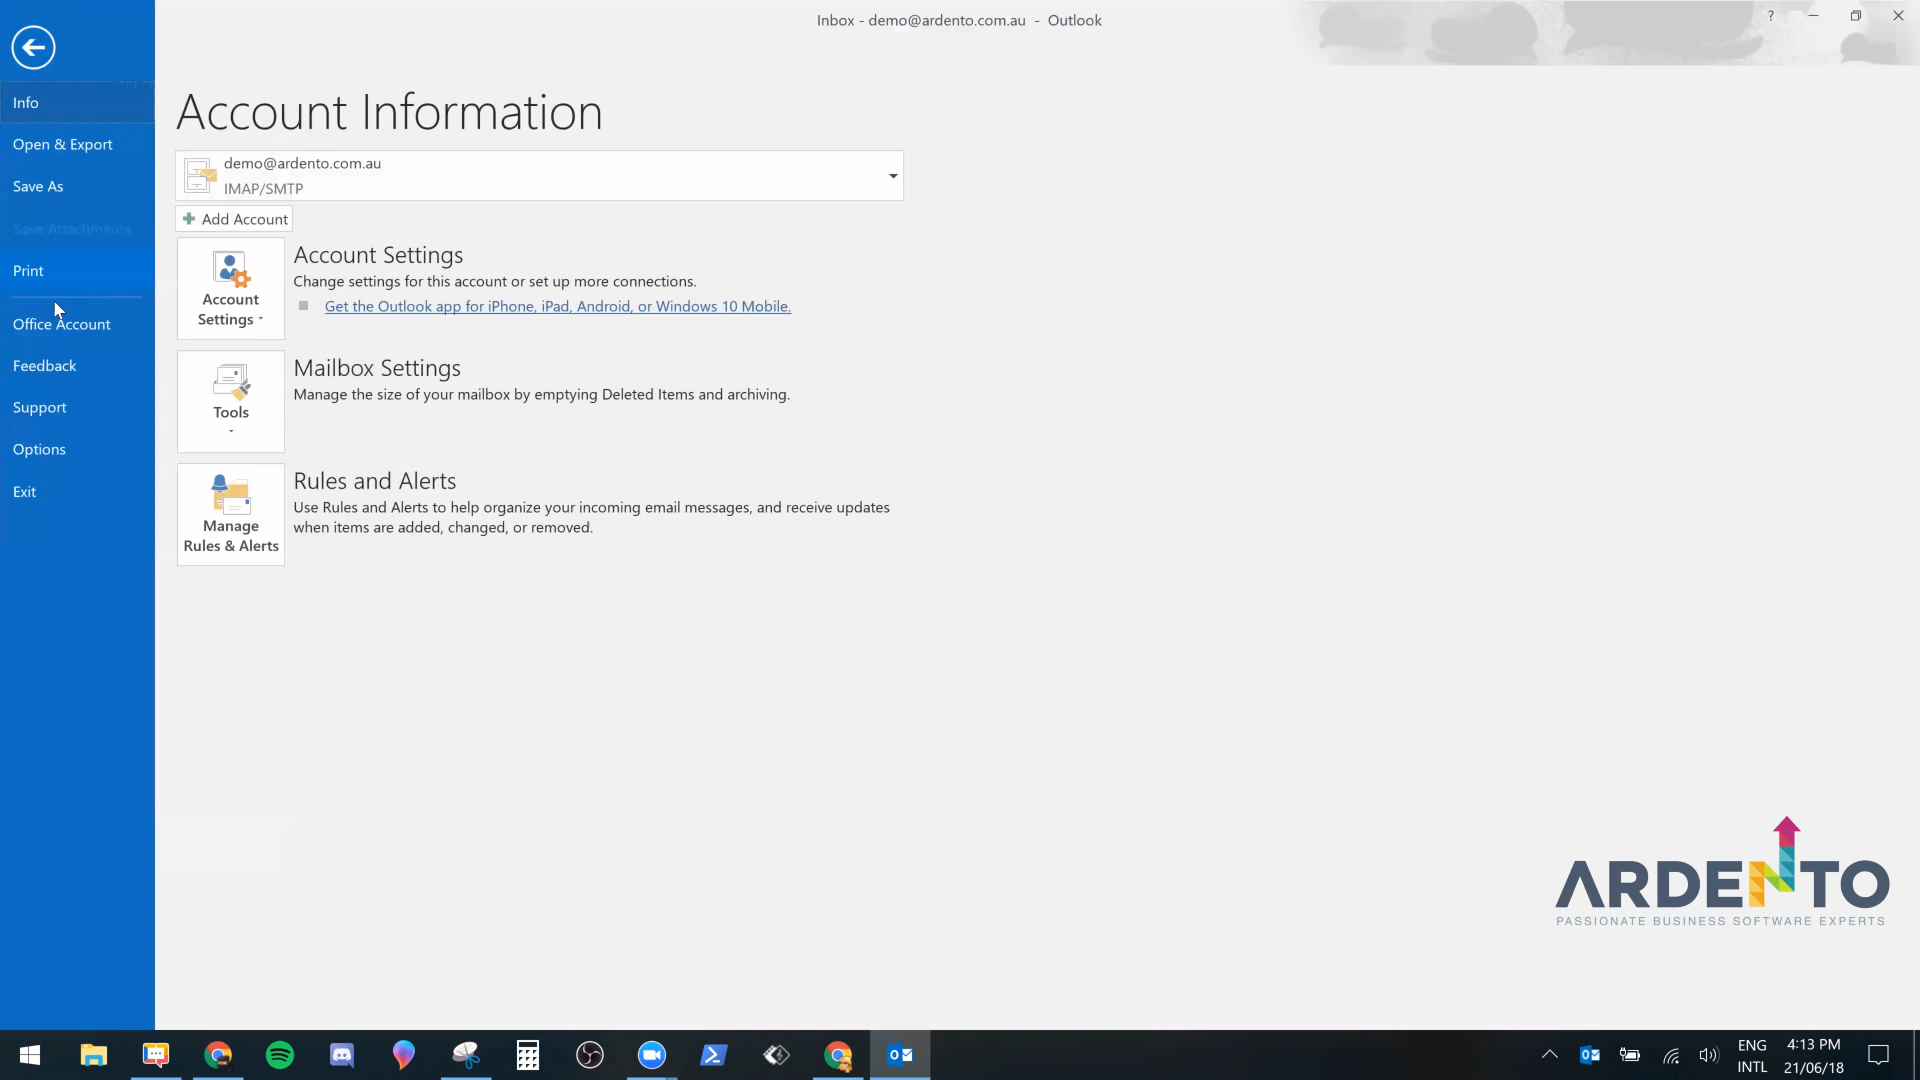 Inbox - demo@ardento.com.au - Outlook
?
Info
Open & Export
Save As
Save Attachments
Print
Office Account
Feedback
Support
Options
Exit
Account Information
demo@ardento.com.au
IMAP/SMTP
Add Account
Account
Settings
Account Settings
Change settings for this account or set up more connections.
Get the Outlook app for iPhone, iPad, Android, or Windows 10 Mobile.
Tools
Mailbox Settings
Manage the size of your mailbox by emptying Deleted Items and archiving.
Manage
Rules & Alerts
Rules and Alerts
Use Rules and Alerts to help organize your incoming email messages, and receive updates
when items are added, changed, or removed.
ARDENTO
PASSIONATE BUSINESS SOFTWARE EXPERTS
ENG
INTL
4:13 PM
21/06/18